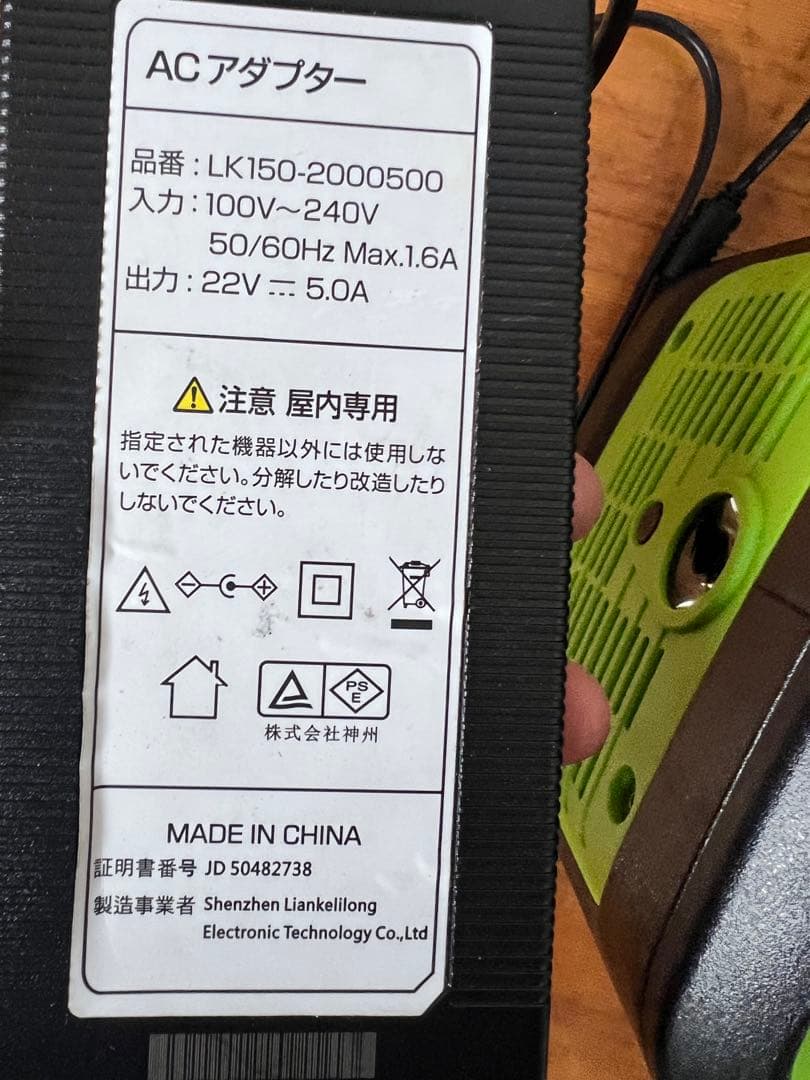 ACアダプター
品番：LK150-2000500
入力：100V～240V
50/60Hz Max.1.6A
出力：22V⎓5.0A
注意 屋内専用
指定された機器以外には使用しな
いでください。分解したり改造したり
しないでください。
PS
E
株式会社神州
MADE IN CHINA
証明書番号 JD 50482738
製造事業者 Shenzhen Liankelilong
Electronic Technology Co.,Ltd